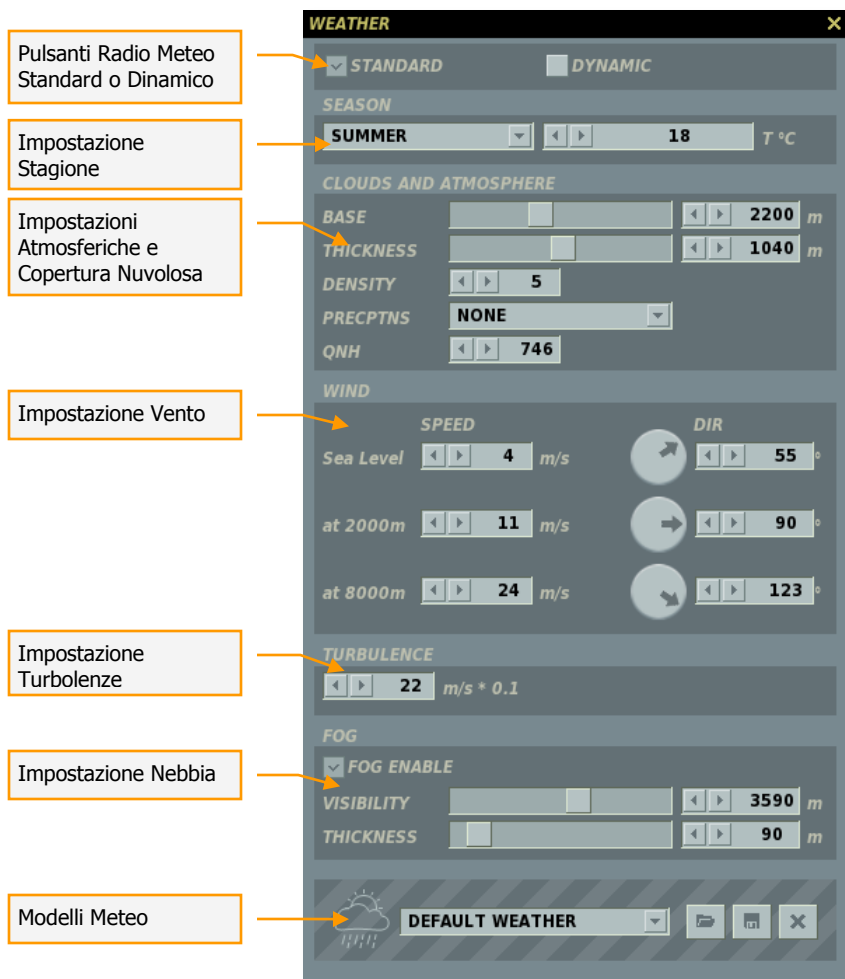 WEATHER
Pulsanti Radio Meteo
Standard o Dinamico
STANDARD DYNAMIC
SEASON
Impostazione
Stagione
SUMMER 18 T °C
CLOUDS AND ATMOSPHERE
Impostazioni
Atmosferiche e
Copertura Nuvolosa
BASE 2200 m
THICKNESS 1040 m
DENSITY 5
PRECPTNS NONE
QNH 746
WIND
Impostazione Vento
SPEED DIR
Sea Level 4 m/s 55 °
at 2000m 11 m/s 90 °
at 8000m 24 m/s 123 °
Impostazione
Turbolenze
TURBULENCE
22 m/s * 0.1
FOG
Impostazione Nebbia
FOG ENABLE
VISIBILITY 3590 m
THICKNESS 90 m
Modelli Meteo
DEFAULT WEATHER